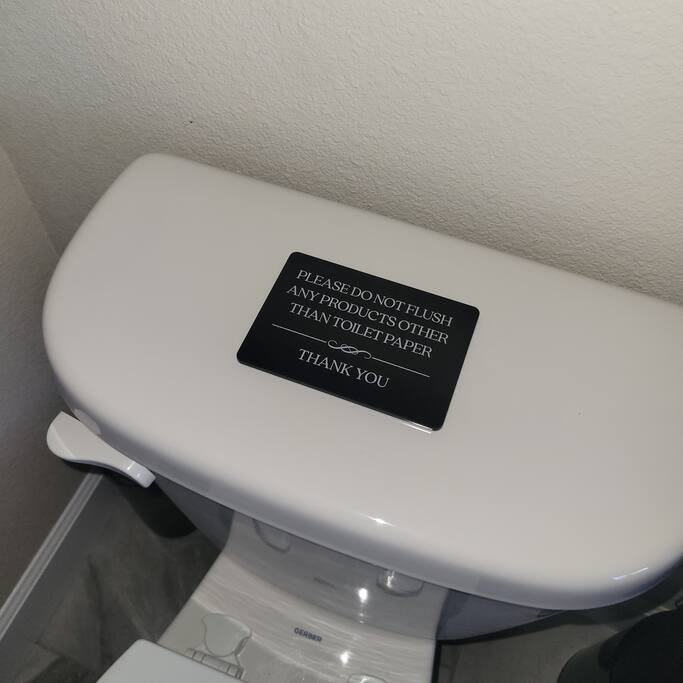 PLEASE DO NOT FLUSH
ANY PRODUCTS OTHER
THAN TOILET PAPER
THANK YOU
GERBER